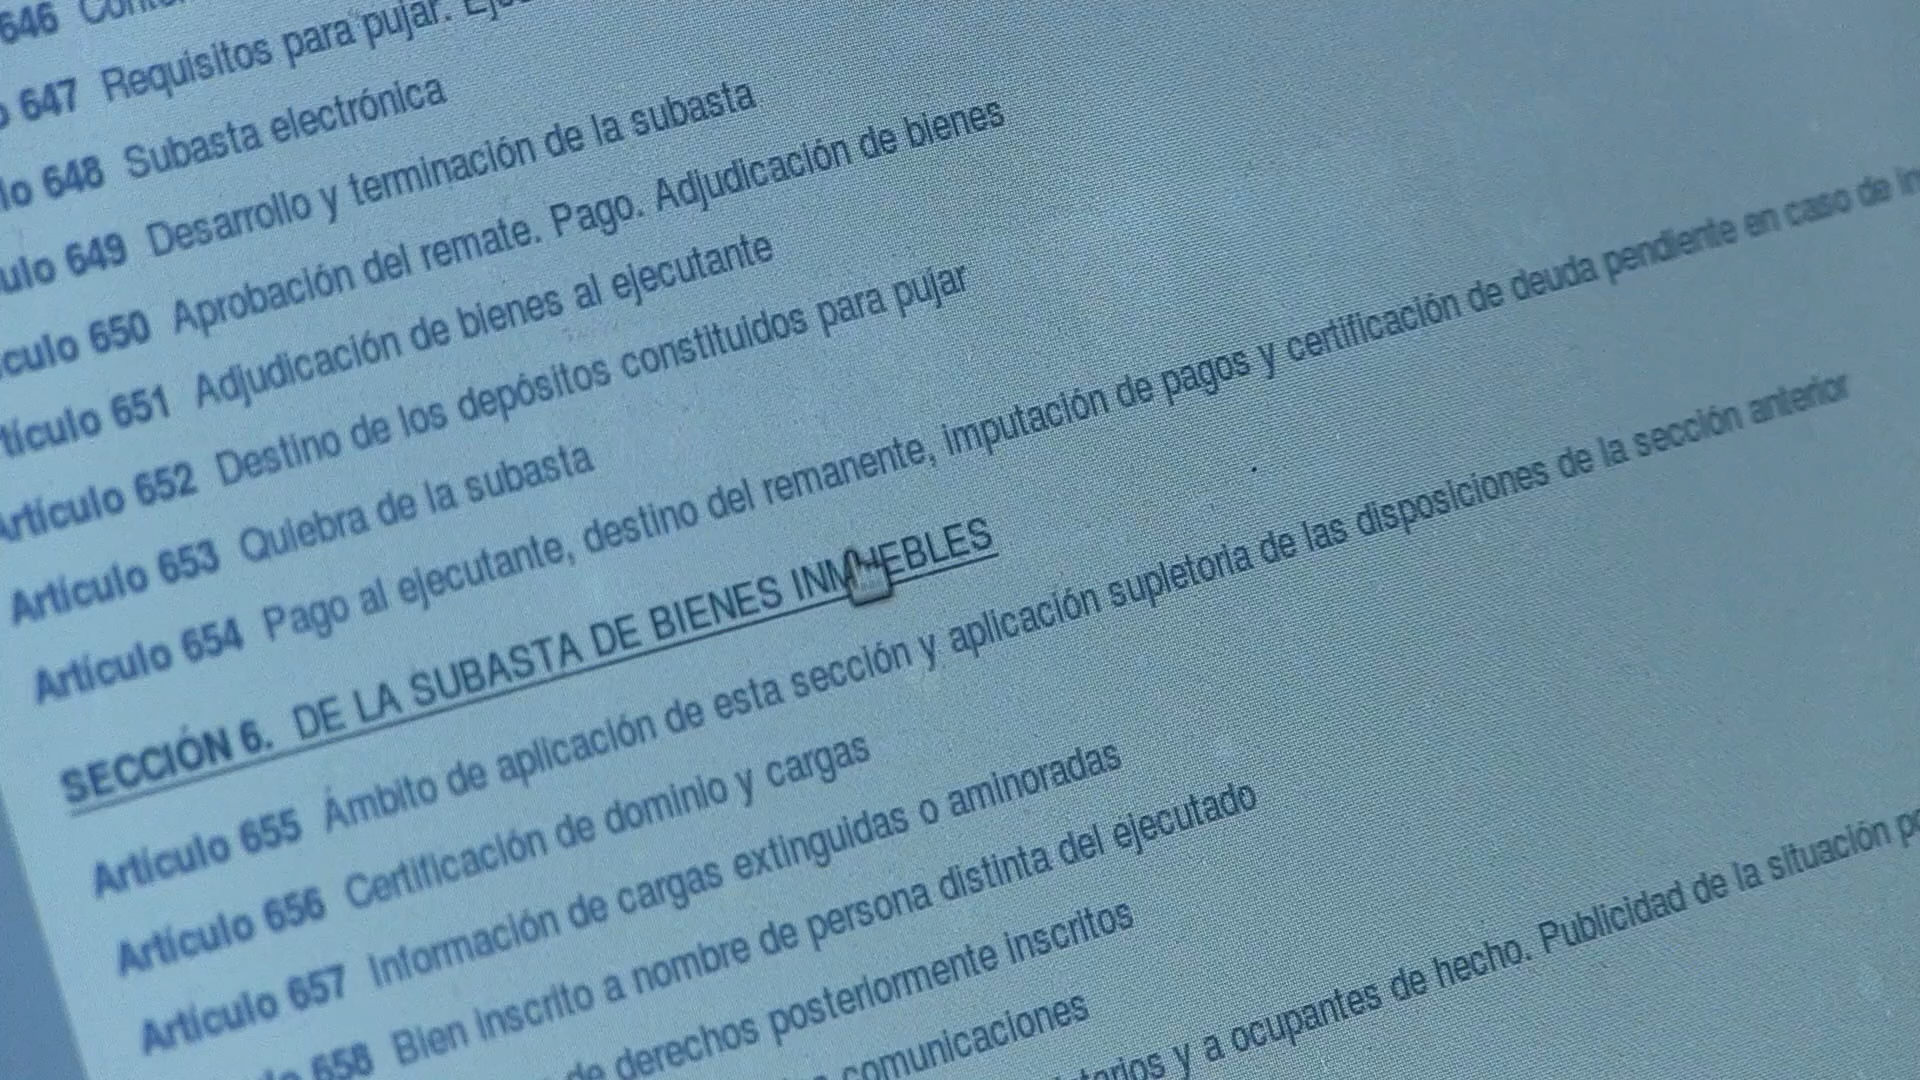 646
647 Requisitos para pujar.
lo 648 Subasta electrónica
ulo 649 Desarrollo y terminación de la subasta
culo 650 Aprobación del remate. Pago. Adjudicación de bienes
tículo 651 Adjudicación de bienes al ejecutante
Artículo 652 Destino de los depósitos constituidos para pujar
Artículo 653 Quiebra de la subasta
Artículo 654 Pago al ejecutante, destino del remanente, imputación de pagos y certificación de deuda pendiente en caso de
SECCIÓN 6. DE LA SUBASTA DE BIENES INMUEBLES
Artículo 655 Ámbito de aplicación de esta sección y aplicación supletoria de las disposiciones de la sección anterior
Artículo 656 Certificación de dominio y cargas
Artículo 657 Información de cargas extinguidas o aminoradas
658 Bien inscrito a nombre de persona distinta del ejecutado
de derechos posteriormente inscritos
comunicaciones
y a ocupantes de hecho. Publicidad de la situación